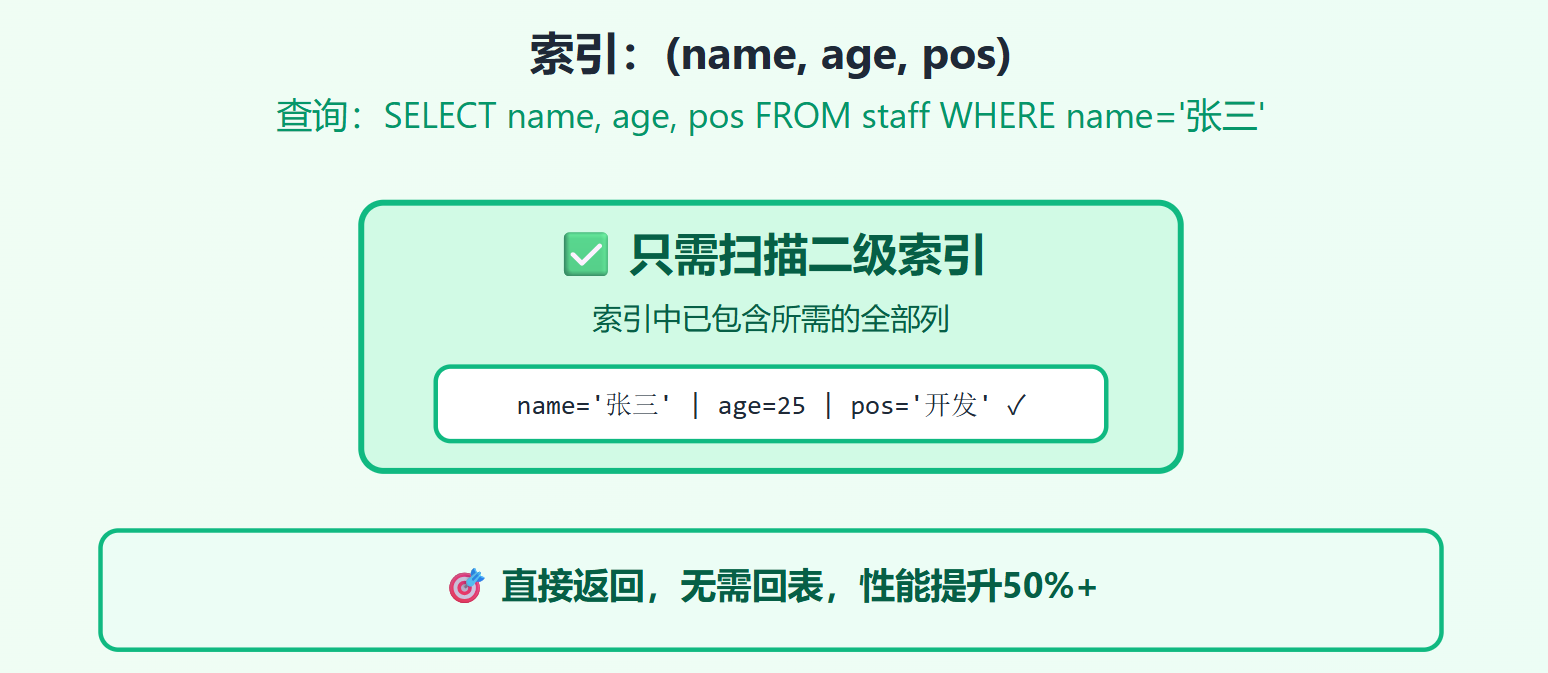 索引：(name, age, pos)
查询：SELECT name, age, pos FROM staff WHERE name='张三'
✅ 只需扫描二级索引
索引中已包含所需的全部列
name='张三' | age=25 | pos='开发' ✓
🎯 直接返回，无需回表，性能提升50%+